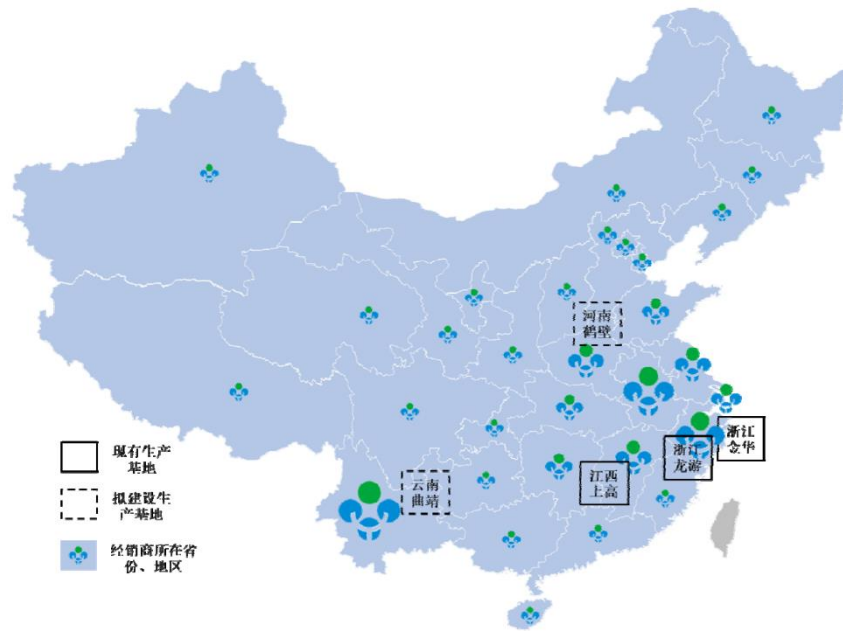 河南
鹤壁
浙江
金华
浙江
龙游
江西
上高
云南
曲靖
现有生产
基地
拟建设生
产基地
经销商所在省
份、地区